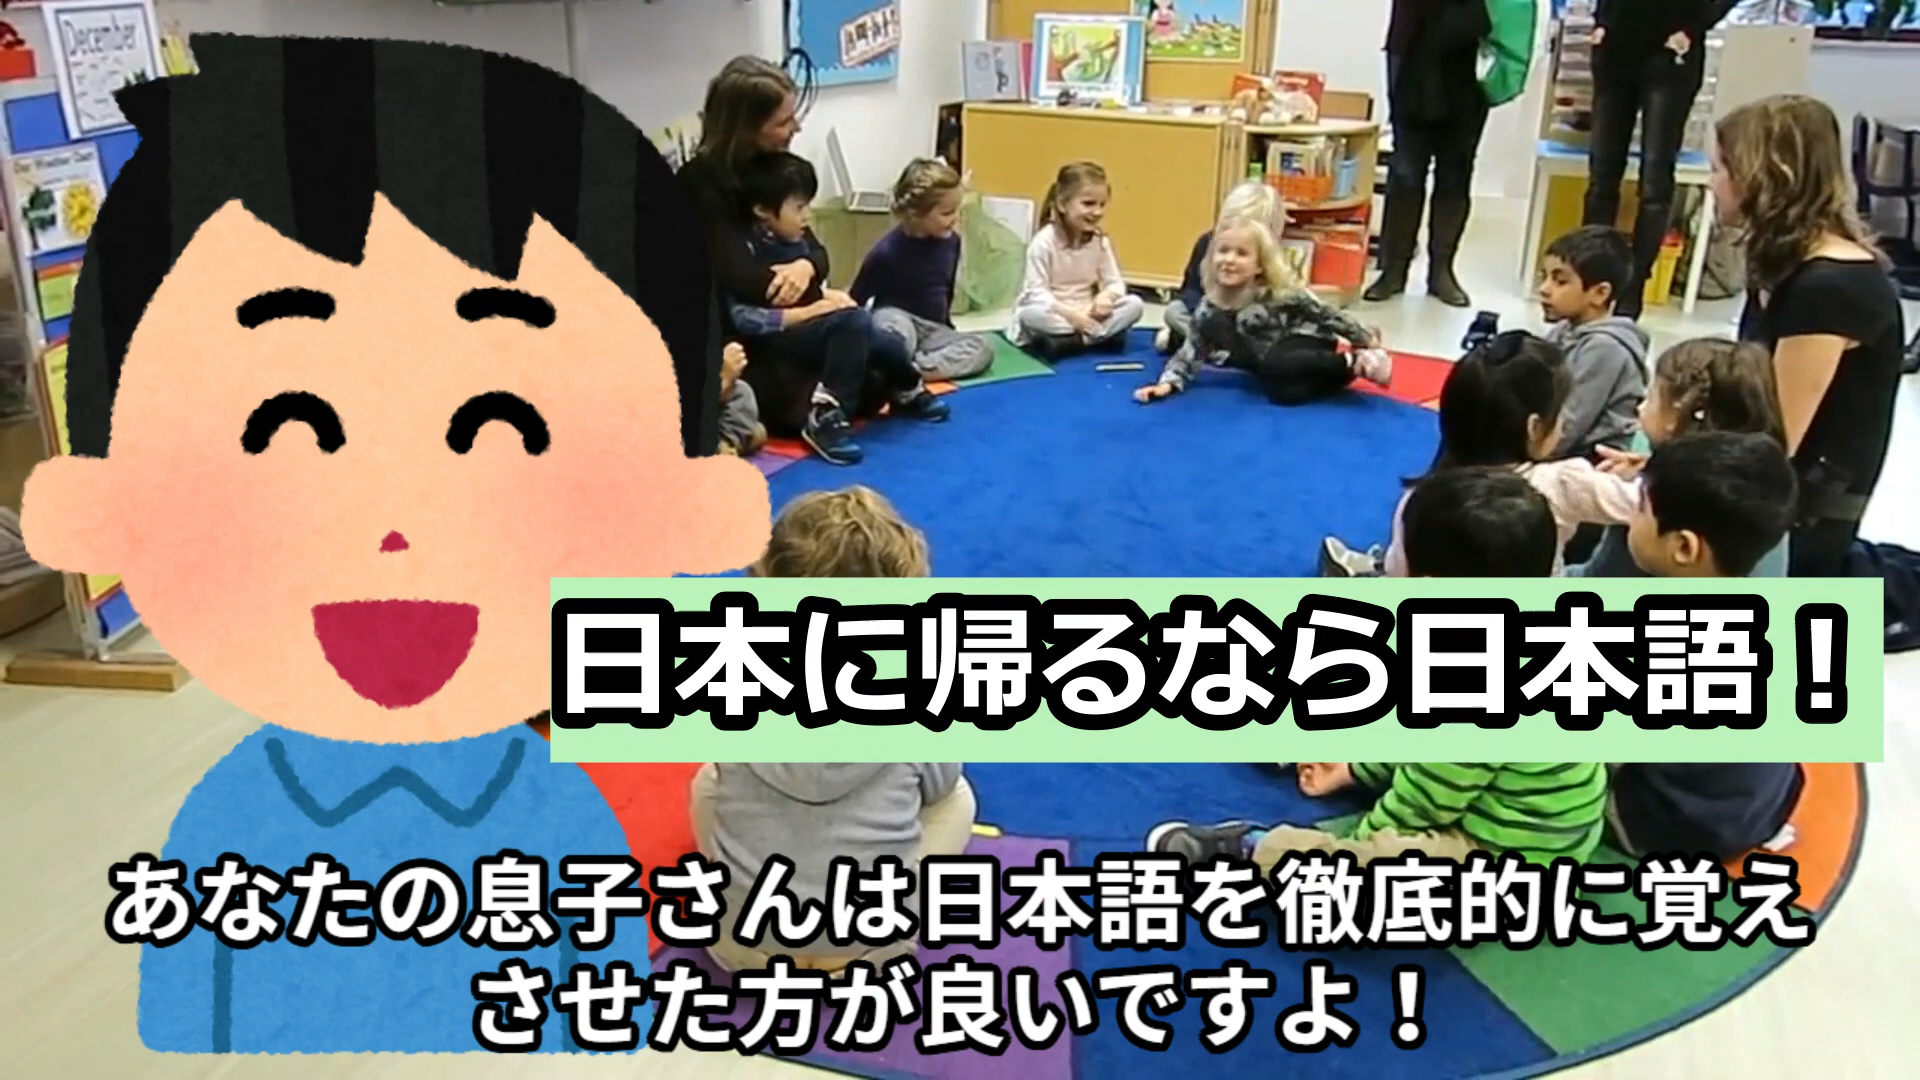 December
日本に帰るなら日本語！
あなたの息子さんは日本語を徹底的に覚え
させた方が良いですよ！